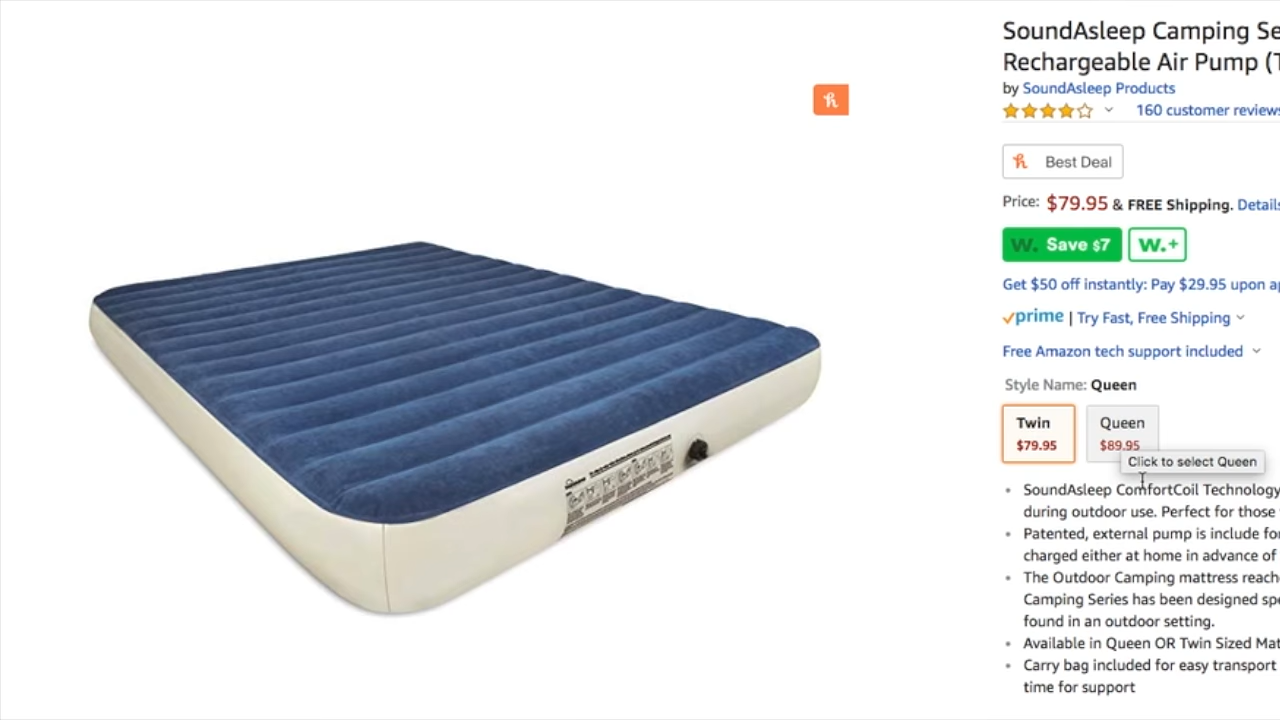 SoundAsleep Camping Se
Rechargeable Air Pump (T
by SoundAsleep Products
160 customer reviews
Best Deal
Price: $79.95 & FREE Shipping. Details
W. Save $7 W.+
Get $50 off instantly: Pay $29.95 upon ap
prime | Try Fast, Free Shipping
Free Amazon tech support included
Style Name: Queen
Twin Queen
$79.95 $89.95
Click to select Queen
SoundAsleep ComfortCoil Technology
during outdoor use. Perfect for those
Patented, external pump is include for
charged either at home in advance of
The Outdoor Camping mattress reach
Camping Series has been designed spe
found in an outdoor setting.
Available in Queen OR Twin Sized Mat
Carry bag included for easy transport
time for support